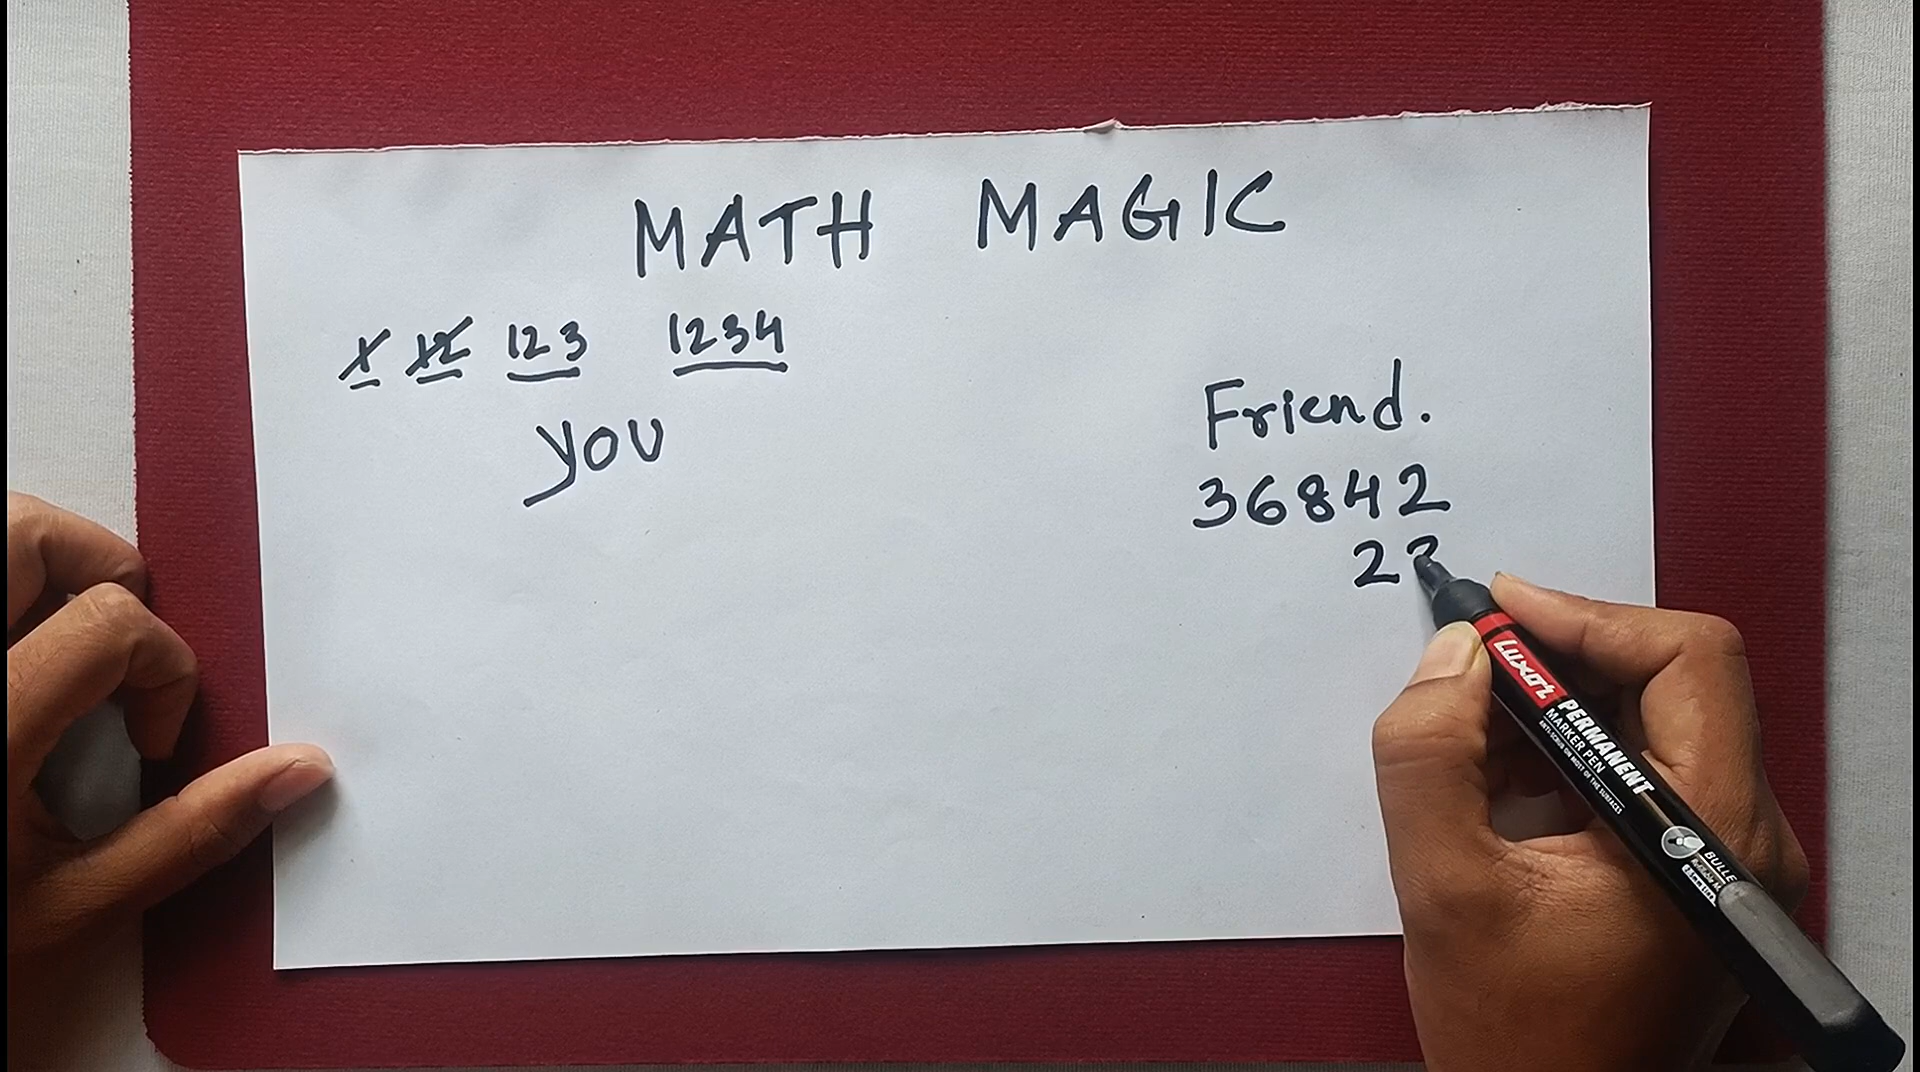 MATH MAGIC
1 12 123 1234
you
Friend.
36842
23
Luxor
PERMANENT
MARKER PEN